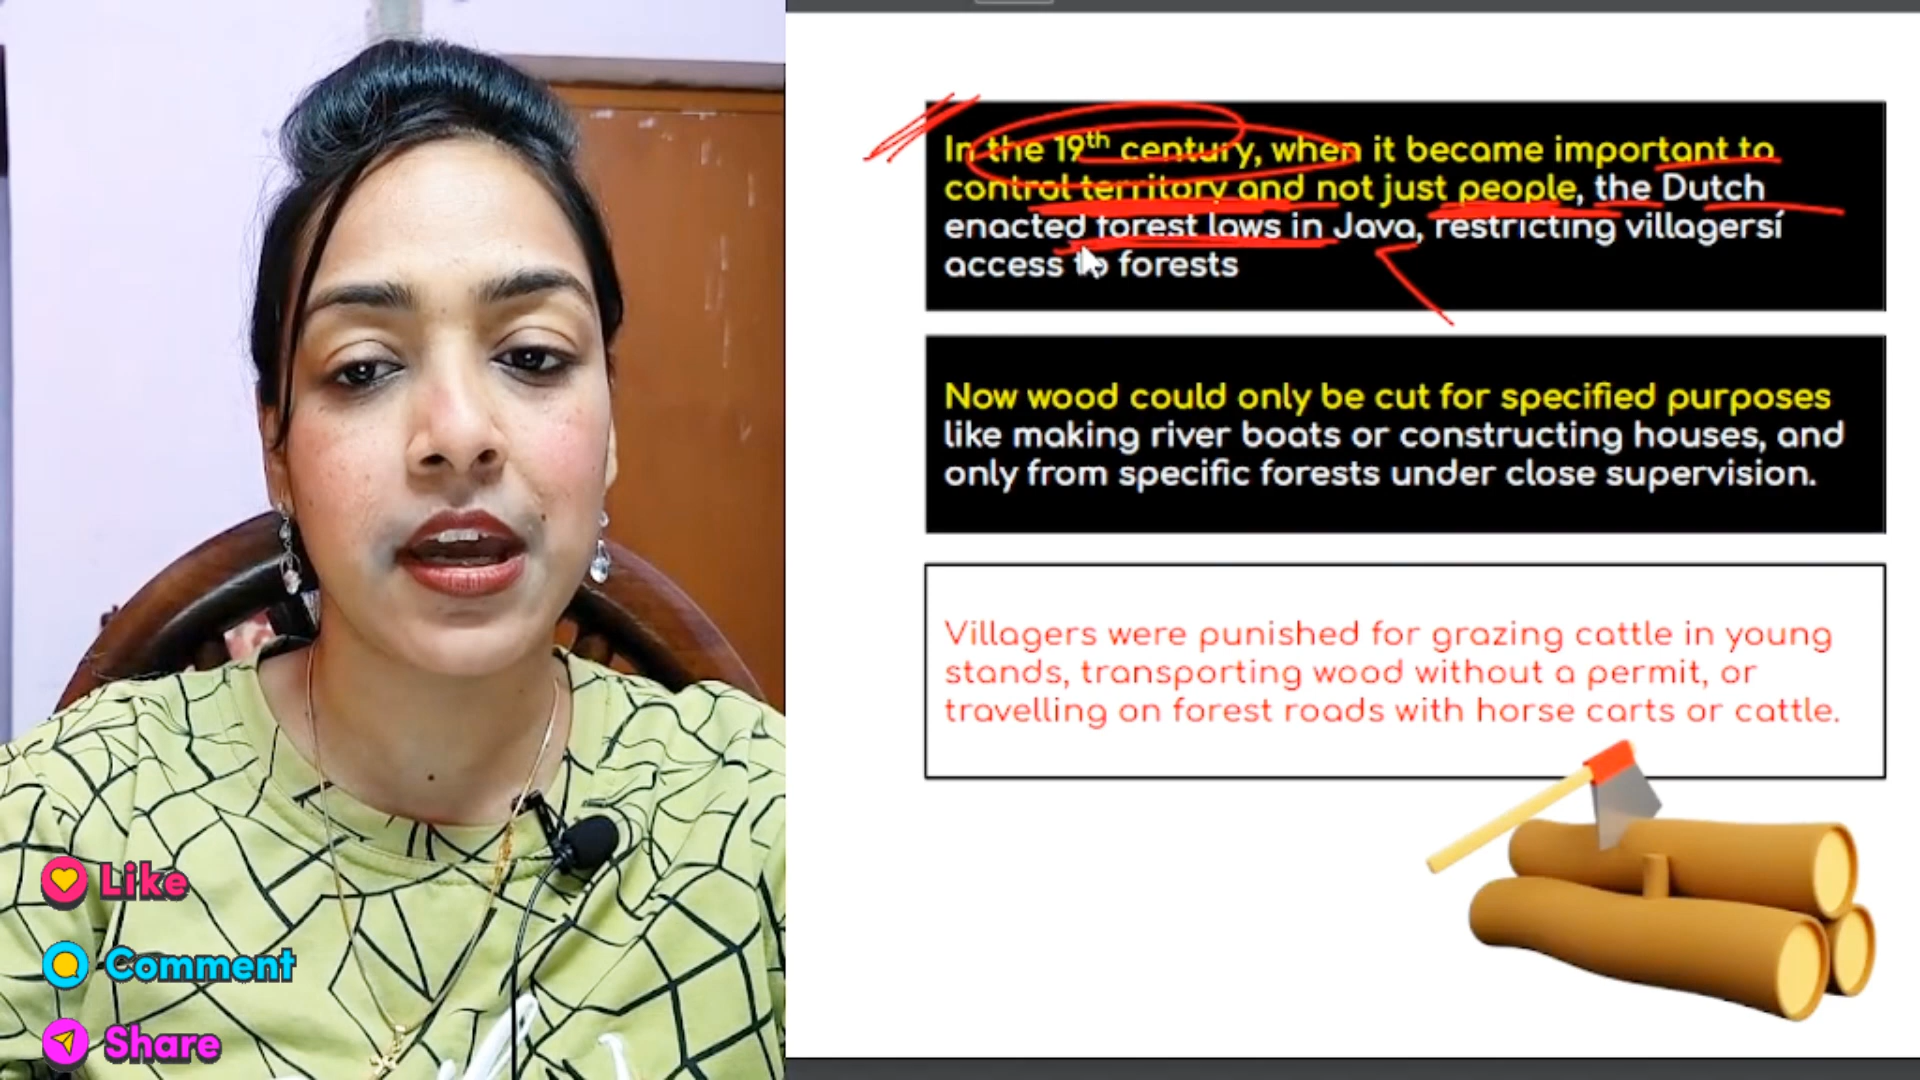 In the 19th century, when it became important to
control territory and not just people, the Dutch
enacted forest laws in Java, restricting villagersí
access to forests
Now wood could only be cut for specified purposes
like making river boats or constructing houses, and
only from specific forests under close supervision.
Villagers were punished for grazing cattle in young
stands, transporting wood without a permit, or
travelling on forest roads with horse carts or cattle.
Like
Comment
Share